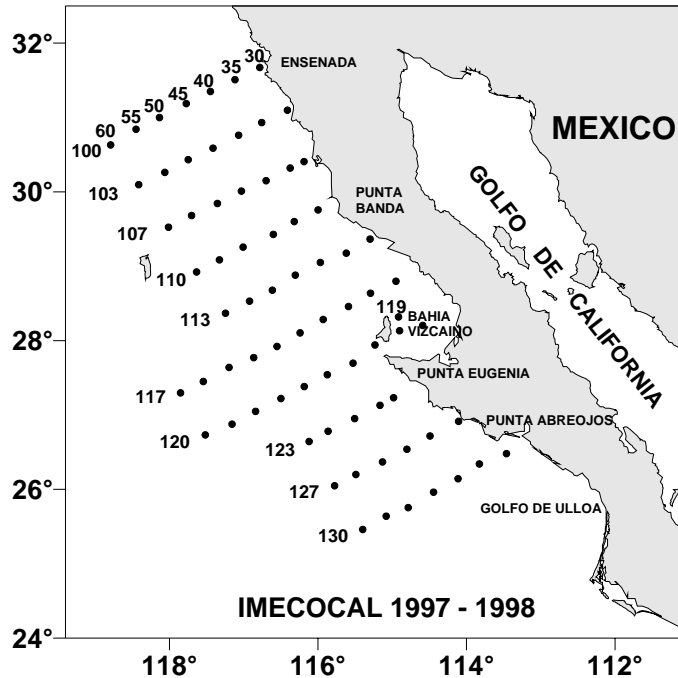 32°
30°
28°
26°
24°
118°
116°
114°
112°
30
35
40
45
50
55
60
100
103
107
110
113
117
119
120
123
127
130
ENSENADA
MEXICO
PUNTA
BANDA
GOLFO DE CALIFORNIA
BAHIA
VIZCAINO
PUNTA EUGENIA
PUNTA ABREOJOS
GOLFO DE ULLOA
IMECOCAL 1997 - 1998